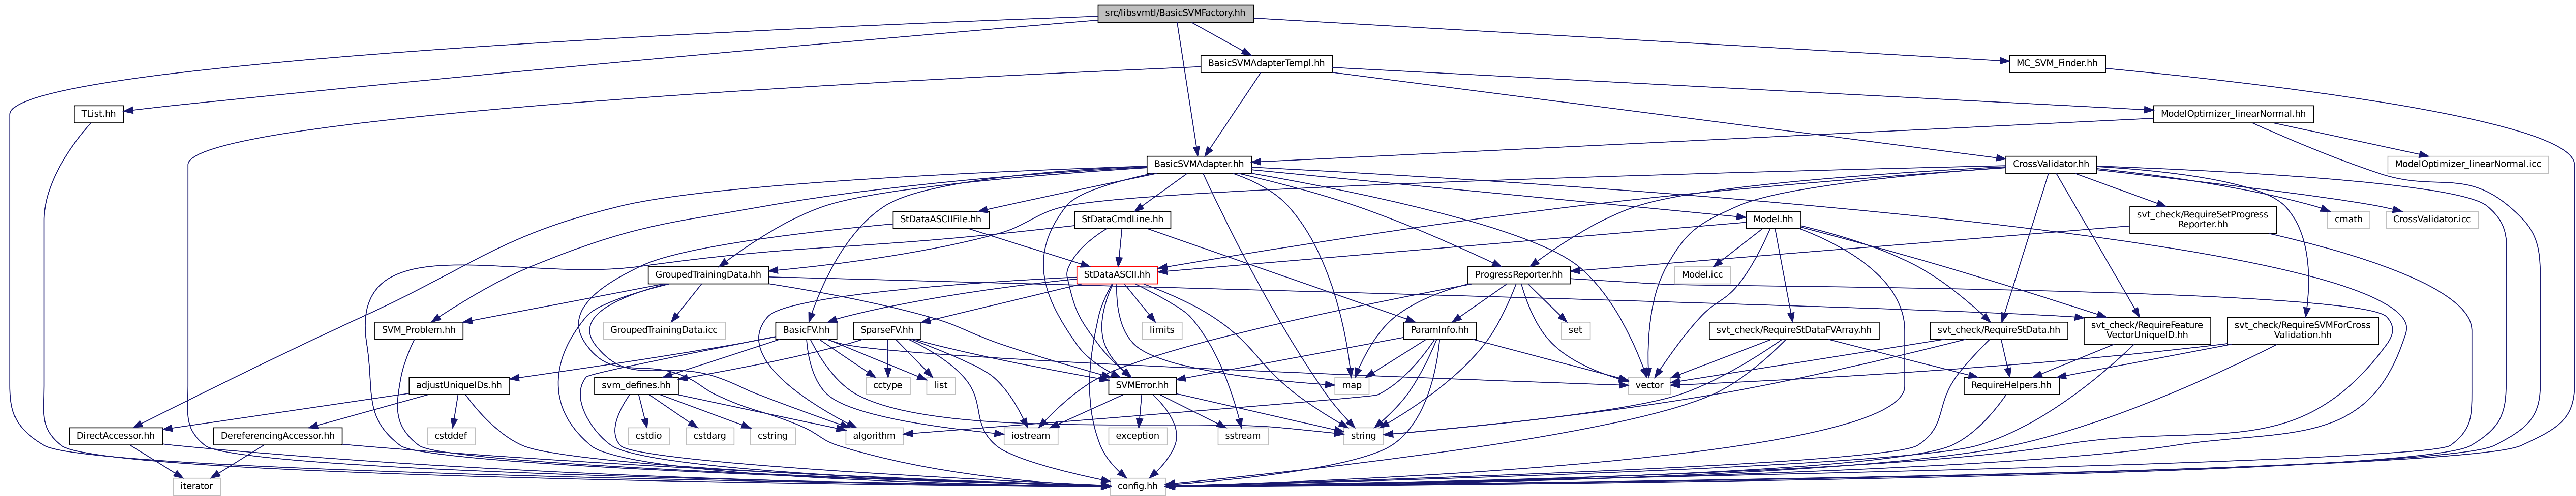 src/libsvmtl/BasicSVMFactory.hh
BasicSVMAdapterTempl.hh
MC_SVM_Finder.hh
TList.hh
ModelOptimizer_linearNormal.hh
BasicSVMAdapter.hh
CrossValidator.hh
ModelOptimizer_linearNormal.icc
StDataASCIIFile.hh
StDataCmdLine.hh
Model.hh
svt_check/RequireSetProgress
Reporter.hh
cmath
CrossValidator.icc
GroupedTrainingData.hh
StDataASCII.hh
ProgressReporter.hh
Model.icc
SVM_Problem.hh
GroupedTrainingData.icc
BasicFV.hh
SparseFV.hh
limits
ParamInfo.hh
set
svt_check/RequireStDataFVArray.hh
svt_check/RequireStData.hh
svt_check/RequireFeature
VectorUniqueID.hh
svt_check/RequireSVMForCross
Validation.hh
adjustUniqueIDs.hh
svm_defines.hh
cctype
list
SVMError.hh
map
vector
RequireHelpers.hh
DirectAccessor.hh
DereferencingAccessor.hh
cstddef
cstdio
cstdarg
cstring
algorithm
iostream
exception
sstream
string
iterator
config.hh